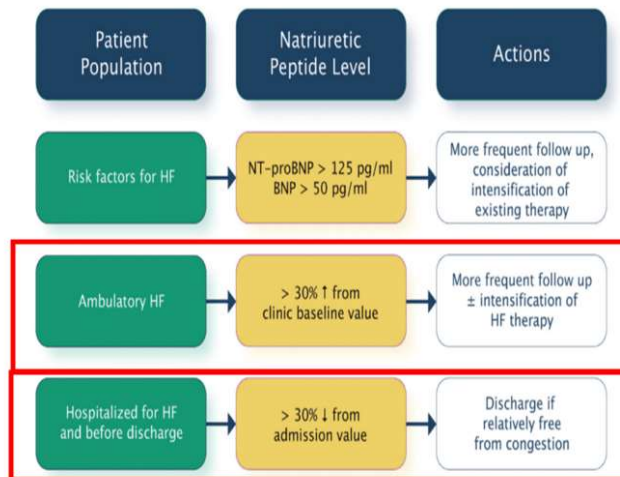 Patient
Population
Natriuretic
Peptide Level
Actions
Risk factors for HF
NT-proBNP > 125 pg/ml
BNP > 50 pg/ml
More frequent follow up,
consideration of
intensification of
existing therapy
Ambulatory HF
> 30% ↑ from
clinic baseline value
More frequent follow up
± intensification of
HF therapy
Hospitalized for HF
and before discharge
> 30% ↓ from
admission value
Discharge if
relatively free
from congestion